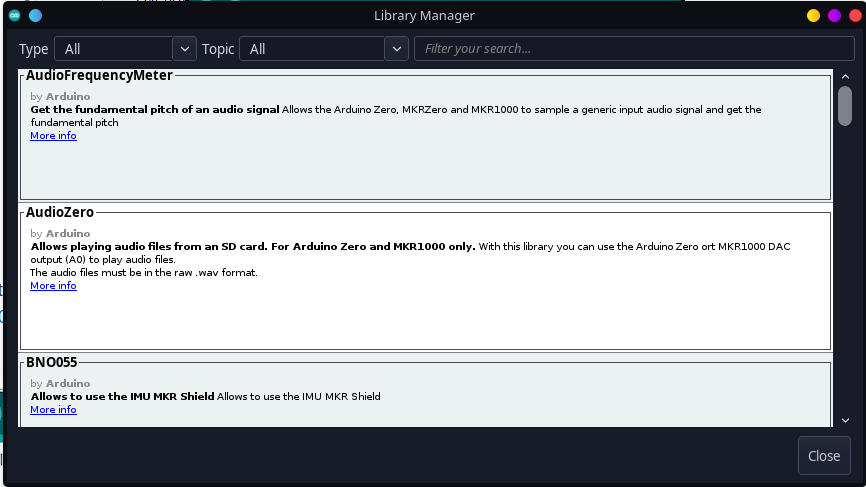 Library Manager
Type All Topic All Filter your search...
AudioFrequencyMeter
by Arduino
Get the fundamental pitch of an audio signal Allows the Arduino Zero, MKRZero and MKR1000 to sample a generic input audio signal and get the
fundamental pitch
More info
AudioZero
by Arduino
Allows playing audio files from an SD card. For Arduino Zero and MKR1000 only. With this library you can use the Arduino Zero ort MKR1000 DAC
output (A0) to play audio files.
The audio files must be in the raw .wav format.
More info
BNO055
by Arduino
Allows to use the IMU MKR Shield Allows to use the IMU MKR Shield
More info
Close